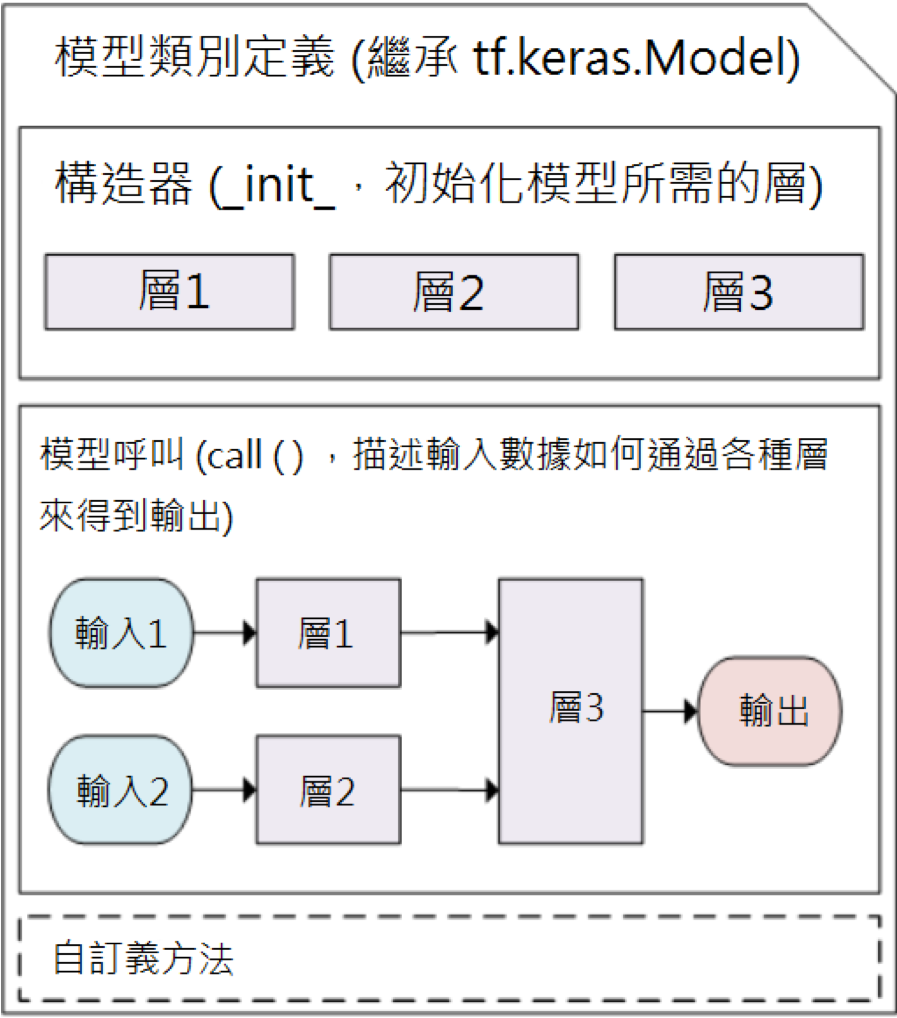 模型類別定義 (繼承 tf.keras.Model)
構造器 (_init_，初始化模型所需的層)
層1
層2
層3
模型呼叫 (call ( ) ，描述輸入數據如何通過各種層
來得到輸出)
輸入1
層1
層3
輸出
輸入2
層2
自訂義方法